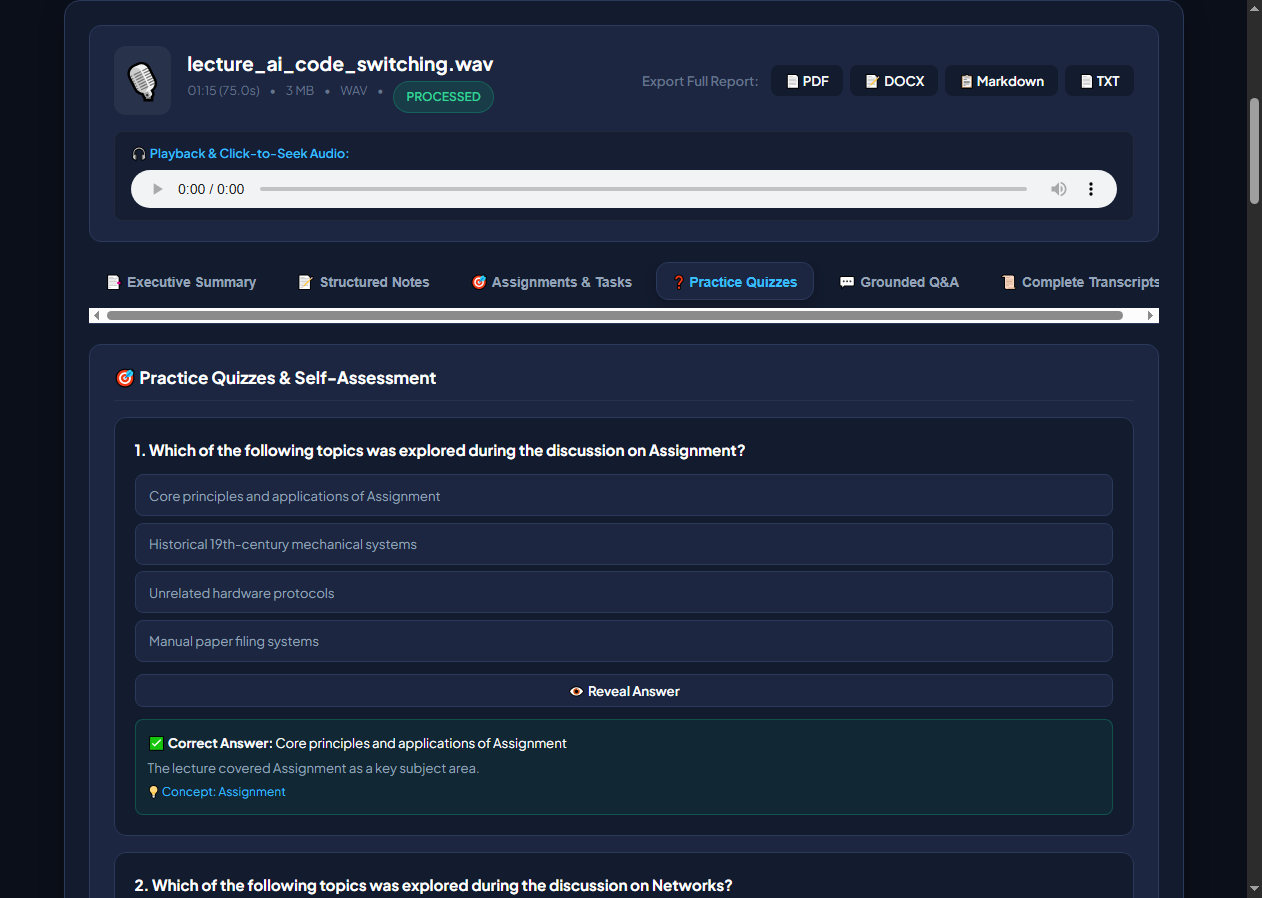 lecture_ai_code_switching.wav
01:15 (75.0s) • 3 MB • WAV • PROCESSED
Export Full Report: PDF DOCX Markdown TXT
Playback & Click-to-Seek Audio:
0:00 / 0:00
Executive Summary Structured Notes Assignments & Tasks Practice Quizzes Grounded Q&A Complete Transcripts
Practice Quizzes & Self-Assessment
1. Which of the following topics was explored during the discussion on Assignment?
Core principles and applications of Assignment
Historical 19th-century mechanical systems
Unrelated hardware protocols
Manual paper filing systems
Reveal Answer
Correct Answer: Core principles and applications of Assignment
The lecture covered Assignment as a key subject area.
Concept: Assignment
2. Which of the following topics was explored during the discussion on Networks?